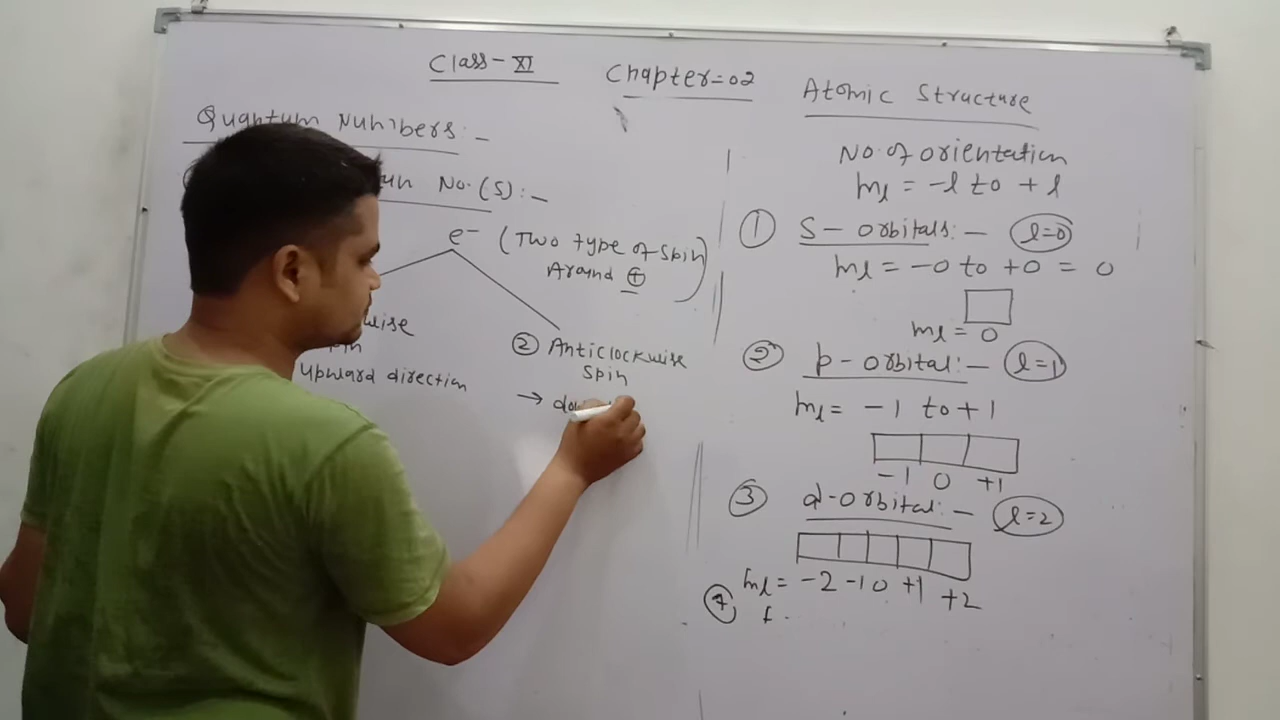 Class-XI Chapter=02 Atomic Structure
Quantum Numbers:-
No.(S):-
e- (Two type of Spin
Around +)
wise
Upward direction
② Anticlockwise
Spin
→
No. of orientation
ml = -l to +l
① S-orbitals:- l=0
ml = -0 to +0 = 0
ml = 0
② p-orbital:- l=1
ml = -1 to +1
-1 0 +1
③ d-orbital:- l=2
ml = -2 -1 0 +1 +2
④ f-